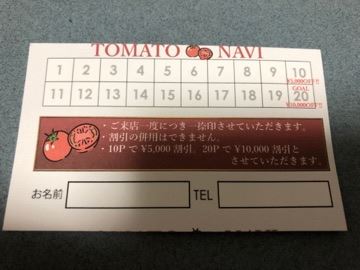 TOMATO NAVI
1 2 3 4 5 6 7 8 9 10
¥5,000OFF!!
GOAL
11 12 13 14 15 16 17 18 19 20
¥10,000OFF!!
・ご来店一度につき一捺印させていただきます。
・割引の併用はできません。
・10Pで¥5,000割引。20Pで¥10,000割引と
させていただきます。
お名前 TEL